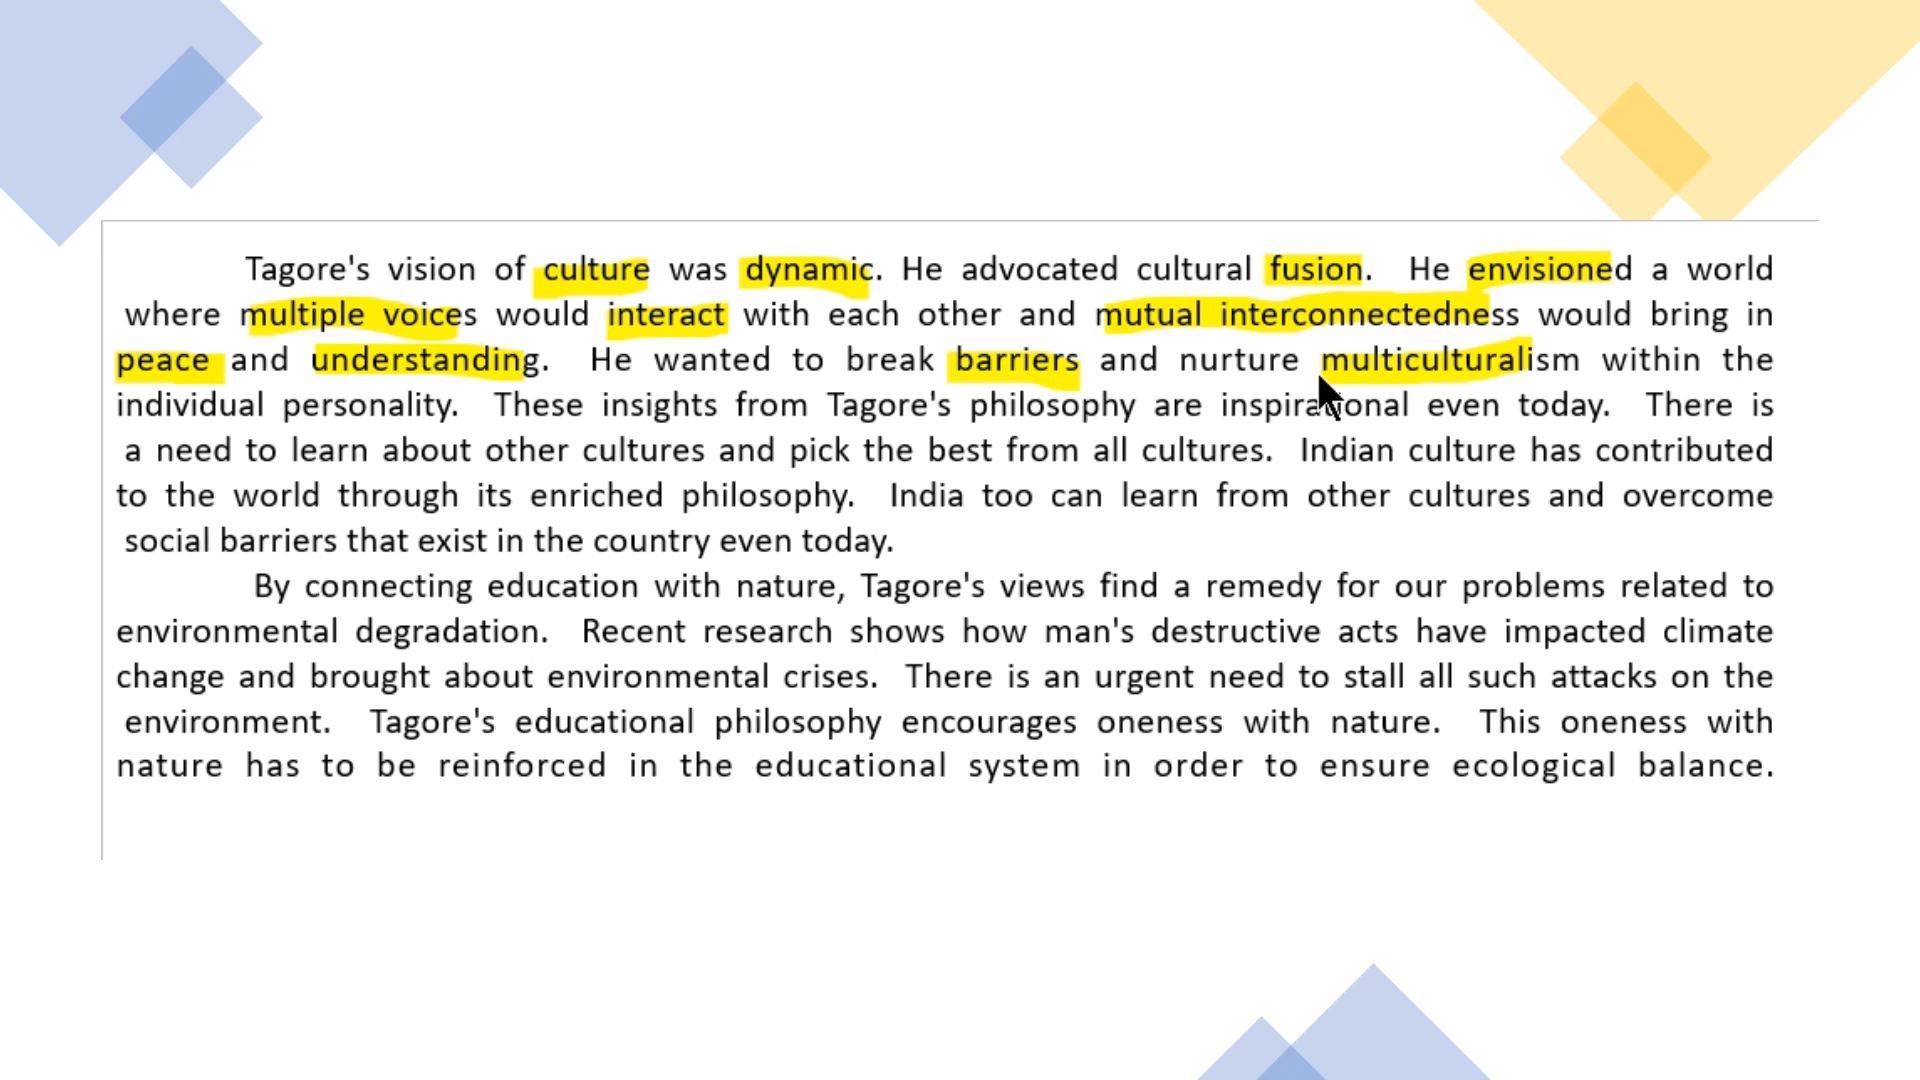 Tagore's vision of culture was dynamic. He advocated cultural fusion. He envisioned a world
where multiple voices would interact with each other and mutual interconnectedness would bring in
peace and understanding. He wanted to break barriers and nurture multiculturalism within the
individual personality. These insights from Tagore's philosophy are inspirational even today. There is
a need to learn about other cultures and pick the best from all cultures. Indian culture has contributed
to the world through its enriched philosophy. India too can learn from other cultures and overcome
social barriers that exist in the country even today.
By connecting education with nature, Tagore's views find a remedy for our problems related to
environmental degradation. Recent research shows how man's destructive acts have impacted climate
change and brought about environmental crises. There is an urgent need to stall all such attacks on the
environment. Tagore's educational philosophy encourages oneness with nature. This oneness with
nature has to be reinforced in the educational system in order to ensure ecological balance.